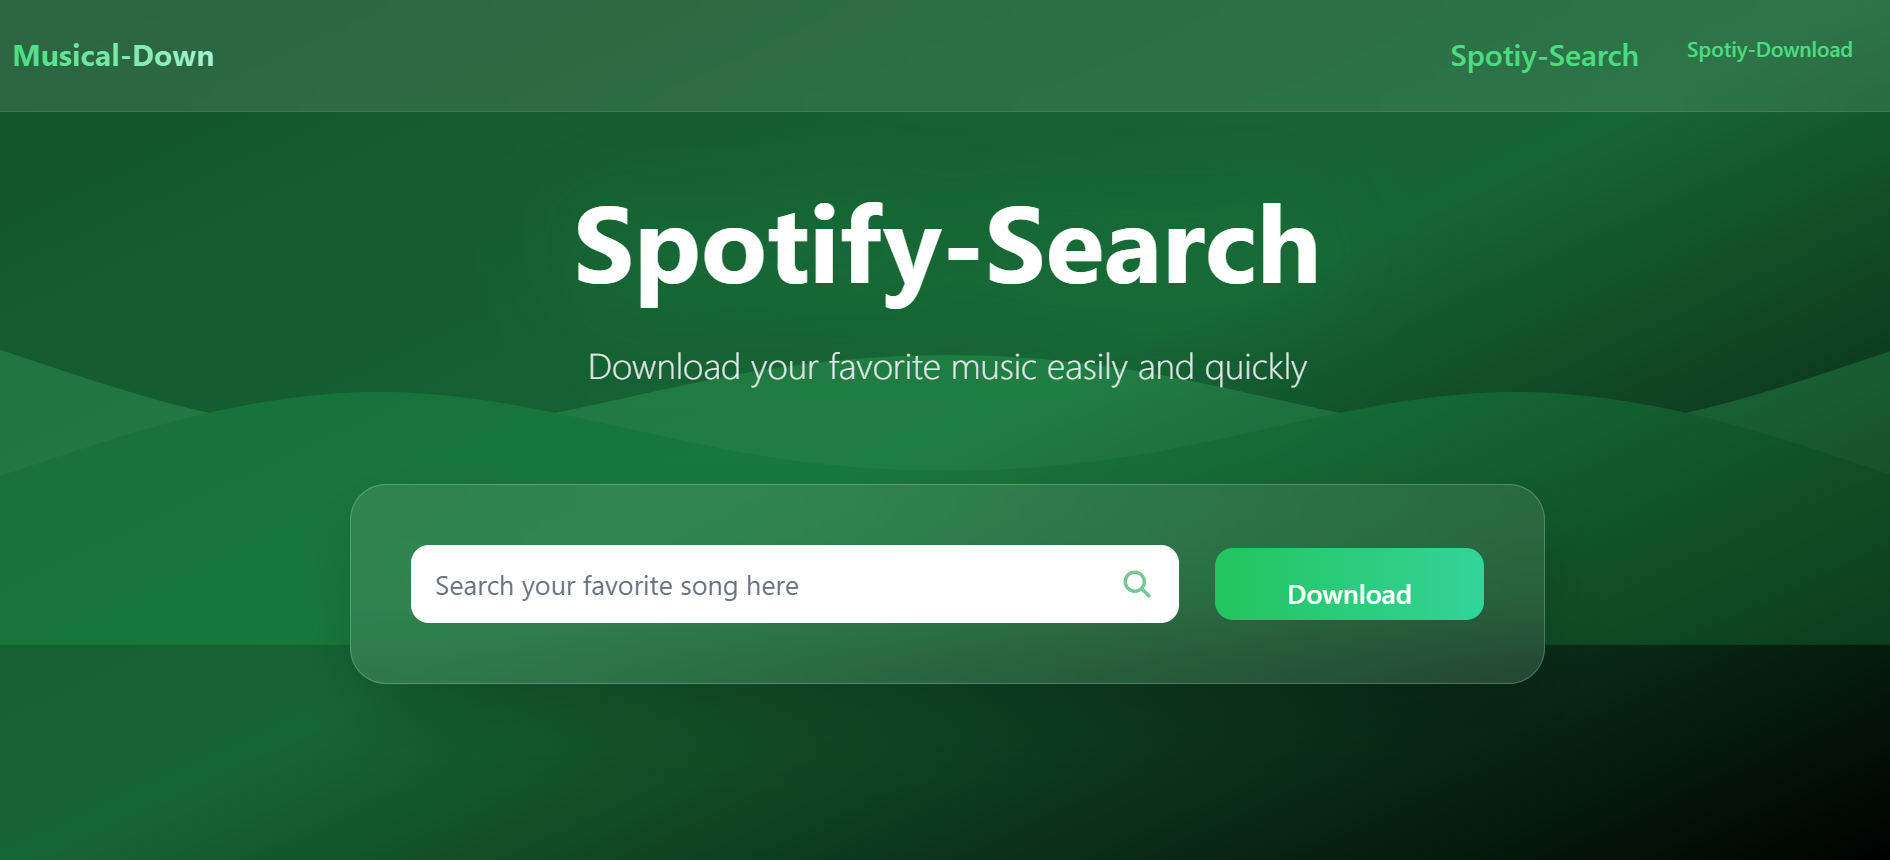 Musical-Down
Spotiy-Search
Spotiy-Download
Spotify-Search
Download your favorite music easily and quickly
Search your favorite song here
Download